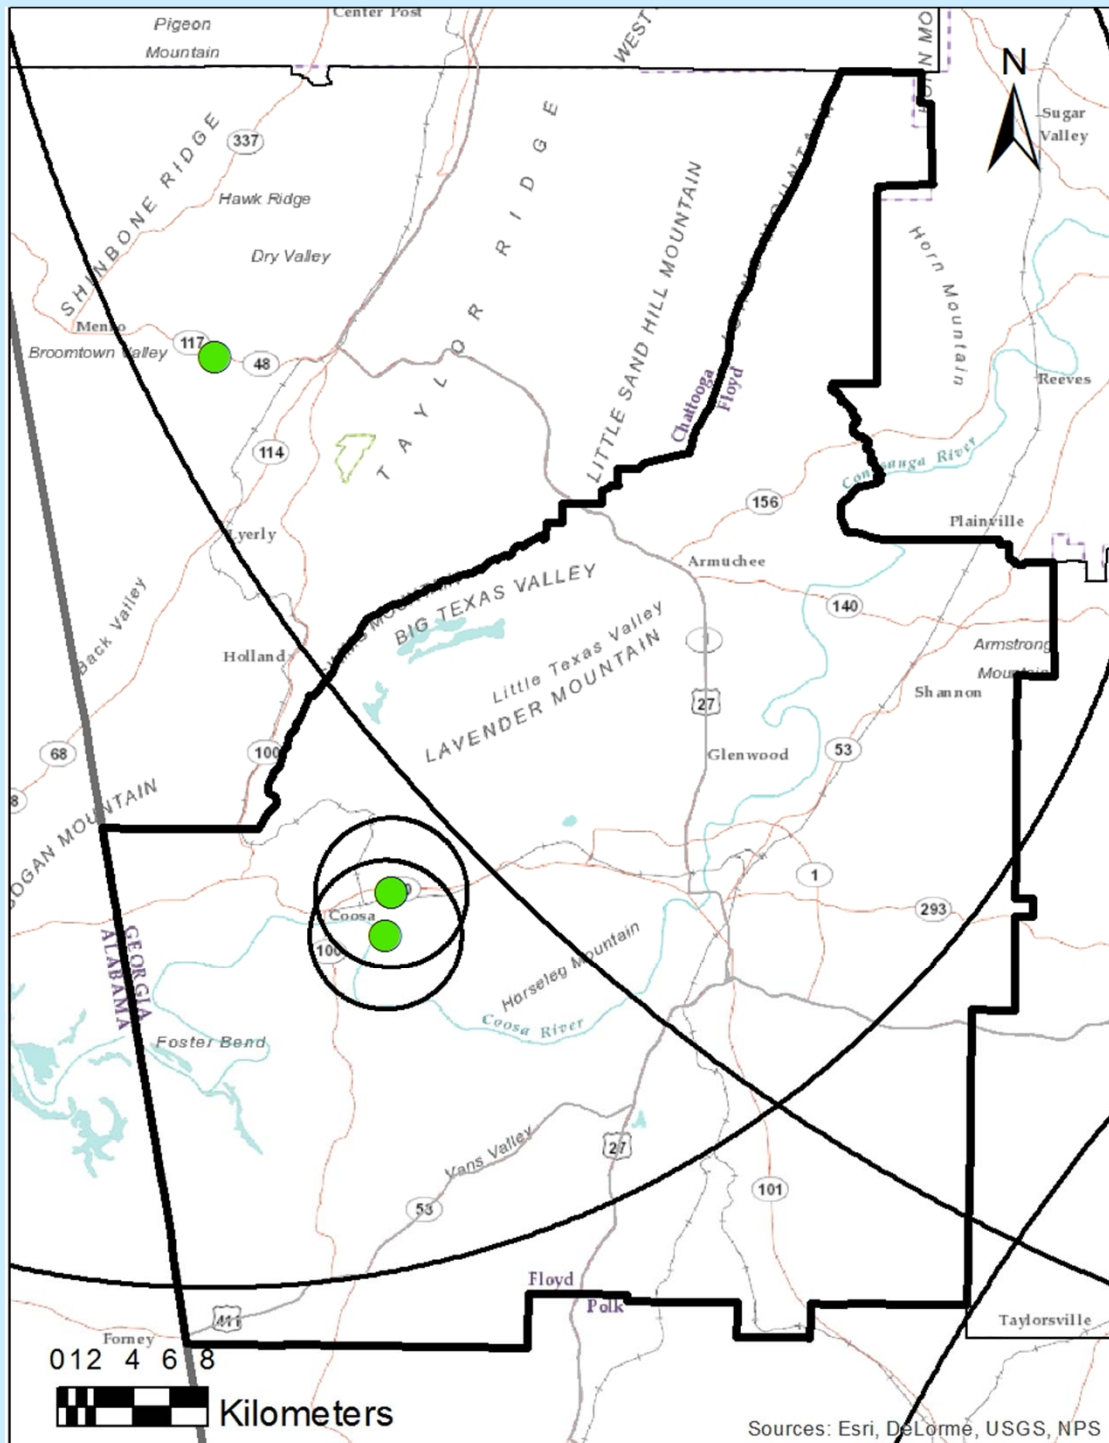 Center Post
Pigeon
Mountain
WEST
N
Sugar
Valley
337
SHINBONE RIDGE
Hawk Ridge
Dry Valley
TAYLOR RIDGE
LITTLE SAND HILL MOUNTAIN
Horn Mountain
Menlo
117
48
Broomtown Valley
Chattooga
Floyd
Reeves
114
Conasauga River
156
Plainville
Lyerly
Armuchee
BIG TEXAS VALLEY
140
Back Valley
Little Texas Valley
LAVENDER MOUNTAIN
Holland
Armstrong
Mountain
Shannon
27
68
100
Glenwood
53
8
OGAN MOUNTAIN
1
293
Coosa
100
GEORGIA
ALABAMA
Horseleg Mountain
Coosa River
Foster Bend
Vans Valley
27
53
101
Floyd
Polk
411
Forney
Taylorsville
0 1 2 4 6 8
Kilometers
Sources: Esri, DeLorme, USGS, NPS